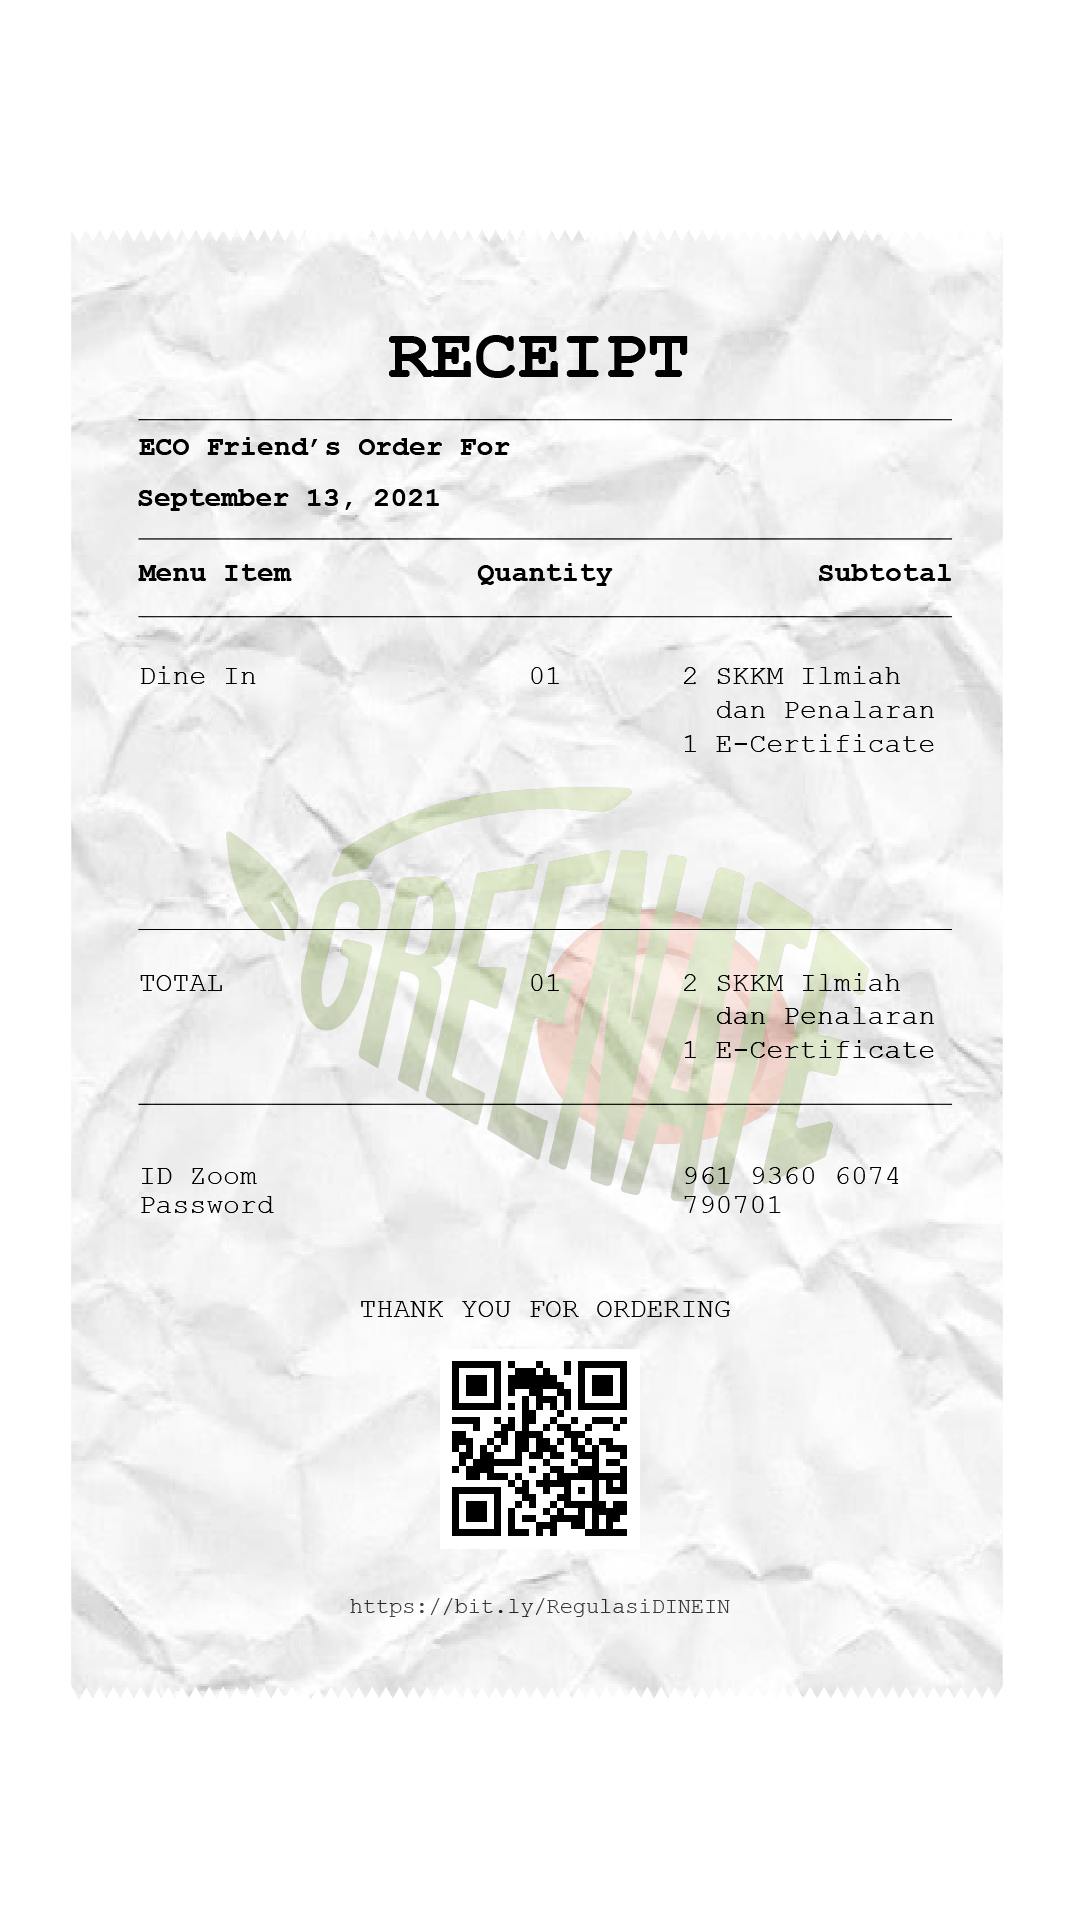 RECEIPT
ECO Friend’s Order For
September 13, 2021
Menu Item Quantity Subtotal
Dine In 01 2 SKKM Ilmiah
dan Penalaran
1 E-Certificate
GREENATE
TOTAL 01 2 SKKM Ilmiah
dan Penalaran
1 E-Certificate
ID Zoom 961 9360 6074
Password 790701
THANK YOU FOR ORDERING
https://bit.ly/RegulasiDINEIN